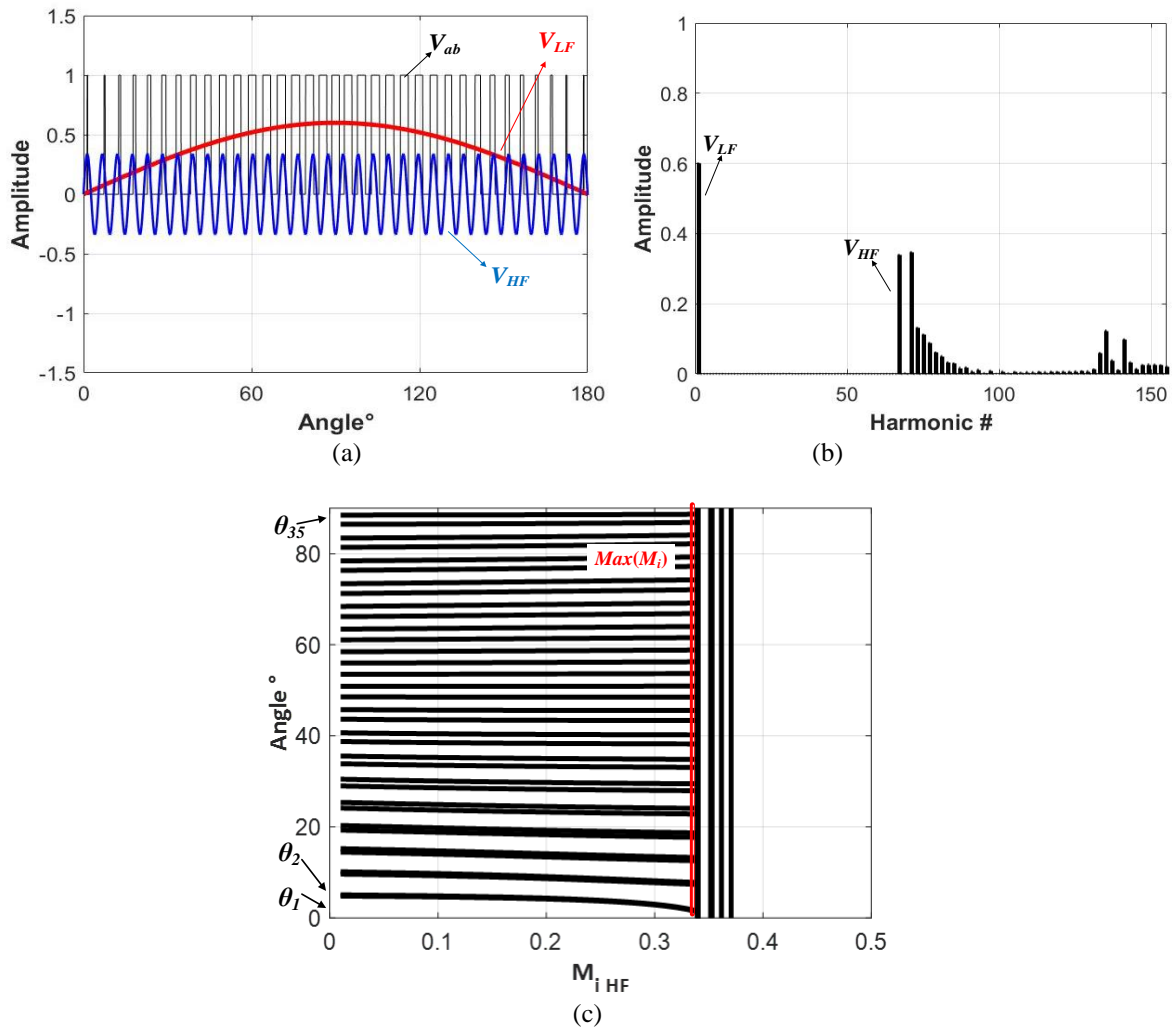 1.5
1
0.5
0
-0.5
-1
-1.5
Amplitude
V_ab
V_LF
V_HF
0 60 120 180
Angle°
(a)
1
0.8
0.6
0.4
0.2
0
Amplitude
V_LF
V_HF
0 50 100 150
Harmonic #
(b)
θ_35
θ_2
θ_1
80
60
40
20
0
Angle °
Max(M_i)
0 0.1 0.2 0.3 0.4 0.5
M_i HF
(c)